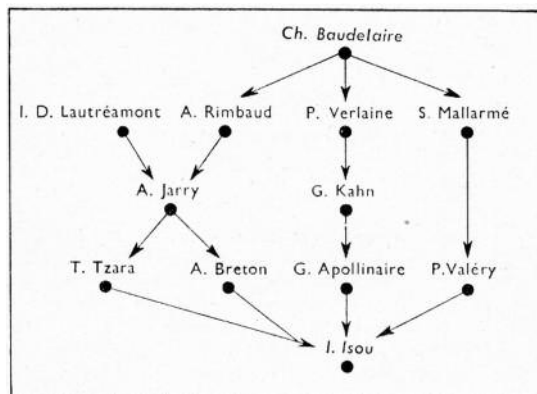 Ch. Baudelaire
I. D. Lautréamont A. Rimbaud P. Verlaine S. Mallarmé
A. Jarry G. Kahn
T. Tzara A. Breton G. Apollinaire P. Valéry
I. Isou